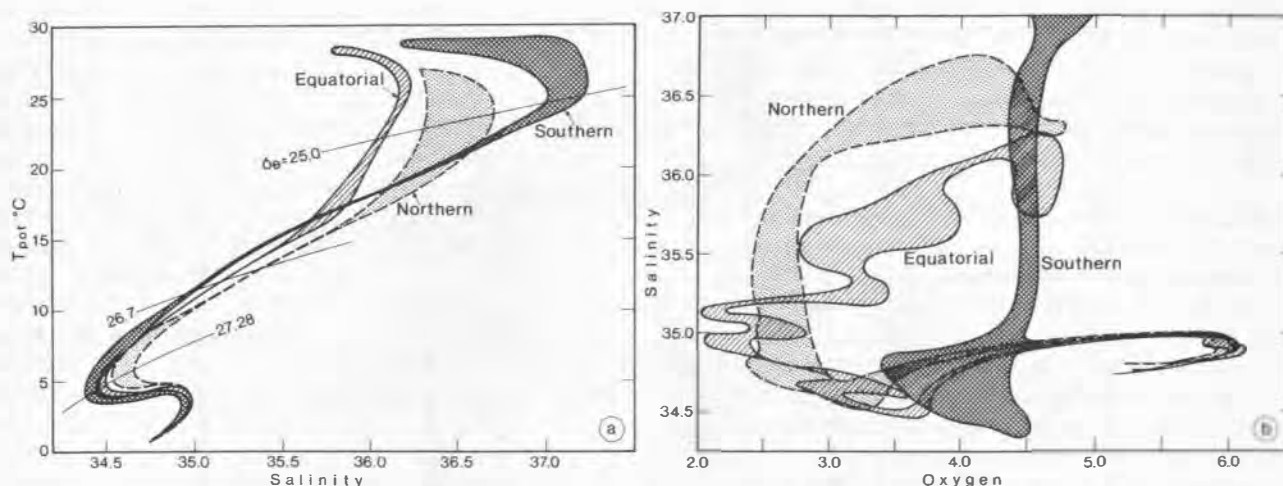 30
25
20
15
10
5
0
T pot °C
Equatorial
Southern
Northern
σθ=25.0
26.7
27.28
34.5
35.0
35.5
36.0
36.5
37.0
Salinity
a
37.0
36.5
36.0
35.5
35.0
34.5
Salinity
Northern
Equatorial
Southern
2.0
3.0
4.0
5.0
6.0
Oxygen
b